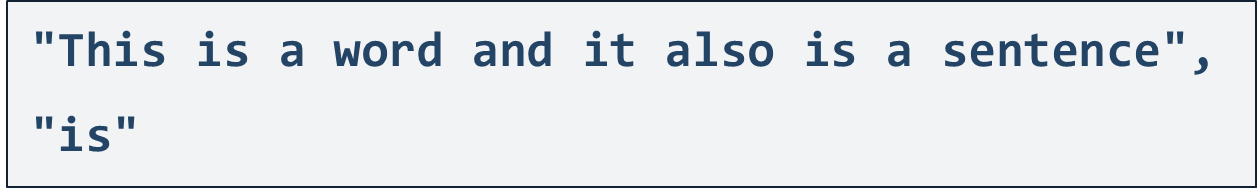 "This is a word and it also is a sentence",
"is"